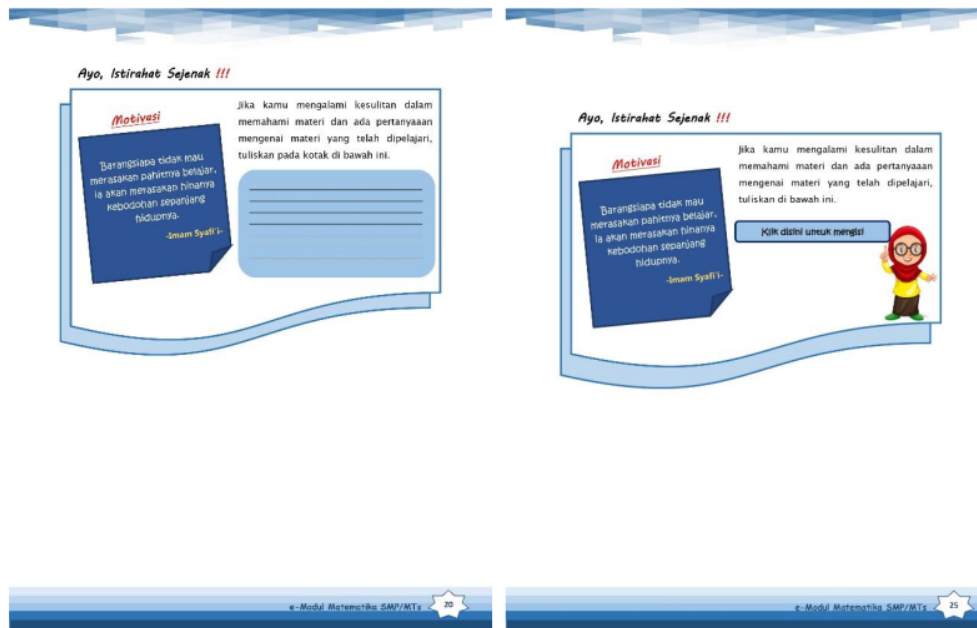 Ayo, Istirahat Sejenak !!!
Motivasi
Barangsiapa tidak mau
merasakan pahitnya belajar,
ia akan merasakan hinanya
kebodohan sepanjang
hidupnya.
-Imam Syafi'i-
Jika kamu mengalami kesulitan dalam
memahami materi dan ada pertanyaaan
mengenai materi yang telah dipelajari,
tuliskan pada kotak di bawah ini.
e-Modul Matematika SMP/MTs
20
Ayo, Istirahat Sejenak !!!
Motivasi
Barangsiapa tidak mau
merasakan pahitnya belajar,
ia akan merasakan hinanya
kebodohan sepanjang
hidupnya.
-Imam Syafi'i-
Jika kamu mengalami kesulitan dalam
memahami materi dan ada pertanyaaan
mengenai materi yang telah dipelajari,
tuliskan di bawah ini.
Klik disini untuk mengisi
e-Modul Matematika SMP/MTs
25